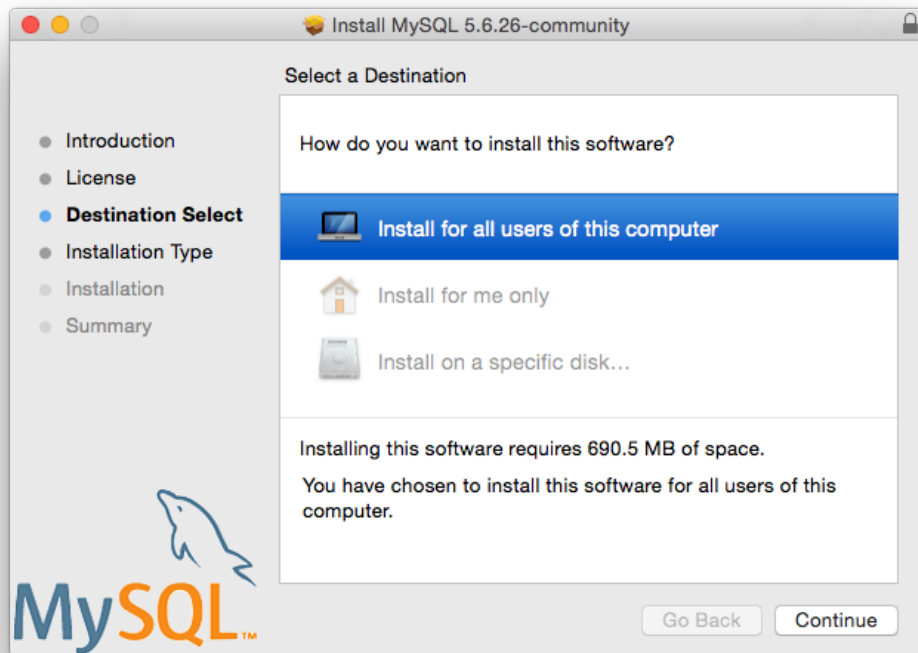 Install MySQL 5.6.26-community
Select a Destination
Introduction
License
Destination Select
Installation Type
Installation
Summary
How do you want to install this software?
Install for all users of this computer
Install for me only
Install on a specific disk...
Installing this software requires 690.5 MB of space.
You have chosen to install this software for all users of this
computer.
MySQL™
Go Back
Continue